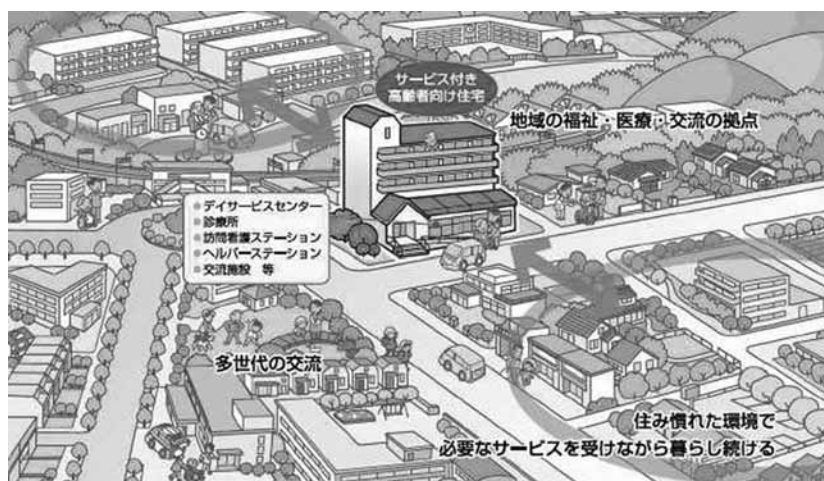 サービス付き
高齢者向け住宅
地域の福祉・医療・交流の拠点
デイサービスセンター
診療所
訪問看護ステーション
ヘルパーステーション
交流施設 等
多世代の交流
住み慣れた環境で
必要なサービスを受けながら暮らし続ける